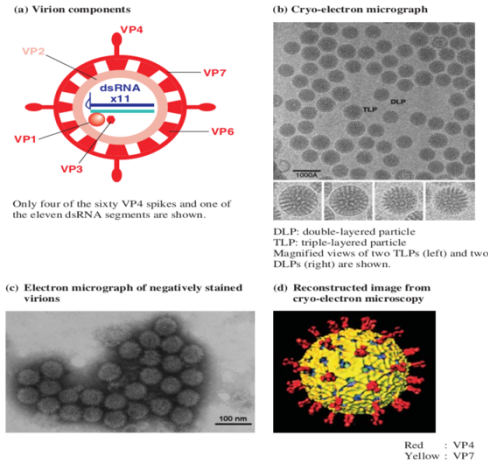 (a) Virion components
VP4
VP2
VP7
dsRNA
x11
VP1
VP6
VP3
Only four of the sixty VP4 spikes and one of
the eleven dsRNA segments are shown.
(b) Cryo-electron micrograph
DLP
TLP
1000Å
DLP: double-layered particle
TLP: triple-layered particle
Magnified views of two TLPs (left) and two
DLPs (right) are shown.
(c) Electron micrograph of negatively stained
virions
100 nm
(d) Reconstructed image from
cryo-electron microscopy
Red : VP4
Yellow : VP7